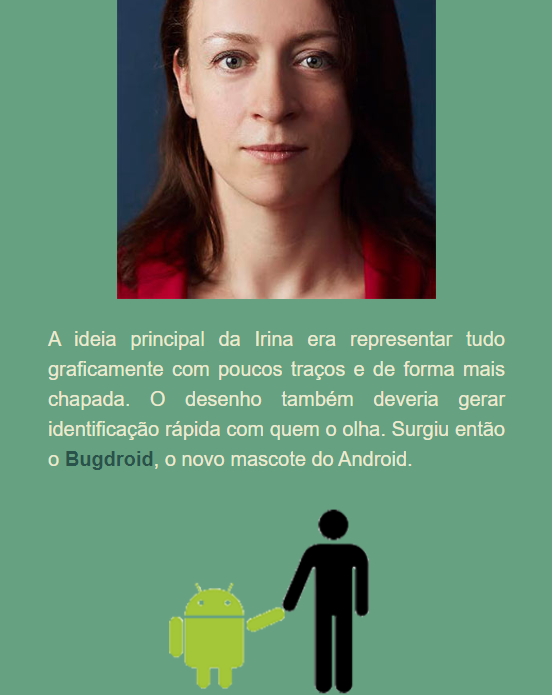 A ideia principal da Irina era representar tudo
graficamente com poucos traços e de forma mais
chapada. O desenho também deveria gerar
identificação rápida com quem o olha. Surgiu então
o Bugdroid, o novo mascote do Android.